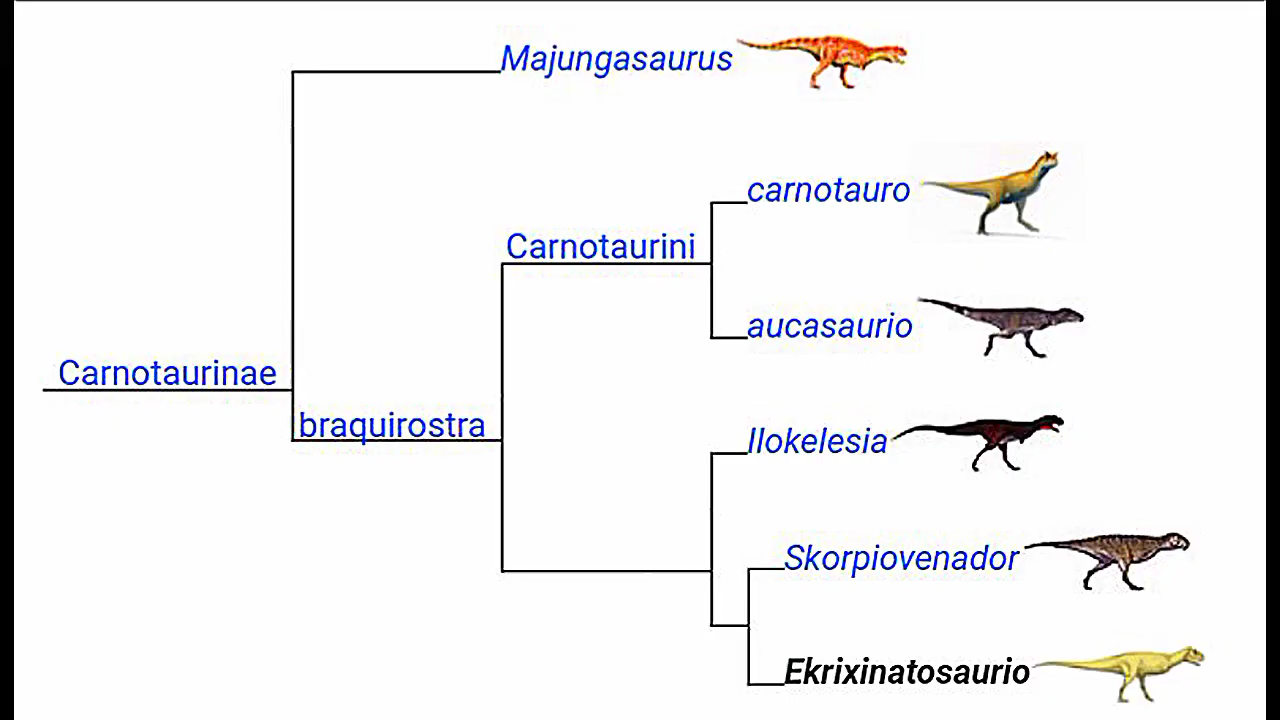 Majungasaurus
carnotauro
Carnotaurini
aucasaurio
Carnotaurinae
braquirostra
Ilokelesia
Skorpiovenador
Ekrixinatosaurio